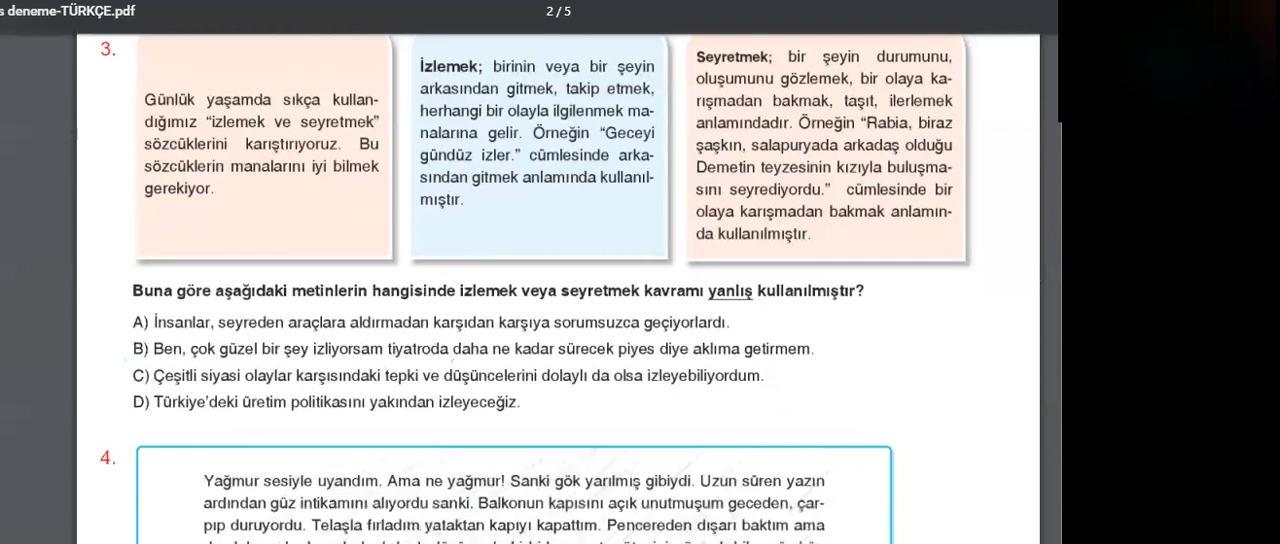 s deneme-TÜRKÇE.pdf
2 / 5
3.
Günlük yaşamda sıkça kullan-
dığımız “izlemek ve seyretmek”
sözcüklerini karıştırıyoruz. Bu
sözcüklerin manalarını iyi bilmek
gerekiyor.
İzlemek; birinin veya bir şeyin
arkasından gitmek, takip etmek,
herhangi bir olayla ilgilenmek ma-
nalarına gelir. Örneğin “Geceyi
gündüz izler.” cümlesinde arka-
sından gitmek anlamında kullanıl-
mıştır.
Seyretmek; bir şeyin durumunu,
oluşumunu gözlemek, bir olaya ka-
rışmadan bakmak, taşıt, ilerlemek
anlamındadır. Örneğin “Rabia, biraz
şaşkın, salapuryada arkadaş olduğu
Demetin teyzesinin kızıyla buluşma-
sını seyrediyordu.” cümlesinde bir
olaya karışmadan bakmak anlamın-
da kullanılmıştır.
Buna göre aşağıdaki metinlerin hangisinde izlemek veya seyretmek kavramı yanlış kullanılmıştır?
A) İnsanlar, seyreden araçlara aldırmadan karşıdan karşıya sorumsuzca geçiyorlardı.
B) Ben, çok güzel bir şey izliyorsam tiyatroda daha ne kadar sürecek piyes diye aklıma getirmem.
C) Çeşitli siyasi olaylar karşısındaki tepki ve düşüncelerini dolaylı da olsa izleyebiliyordum.
D) Türkiye’deki üretim politikasını yakından izleyeceğiz.
4.
Yağmur sesiyle uyandım. Ama ne yağmur! Sanki gök yarılmış gibiydi. Uzun süren yazın
ardından güz intikamını alıyordu sanki. Balkonun kapısını açık unutmuşum geceden, çar-
pıp duruyordu. Telaşla fırladım yataktan kapıyı kapattım. Pencereden dışarı baktım ama